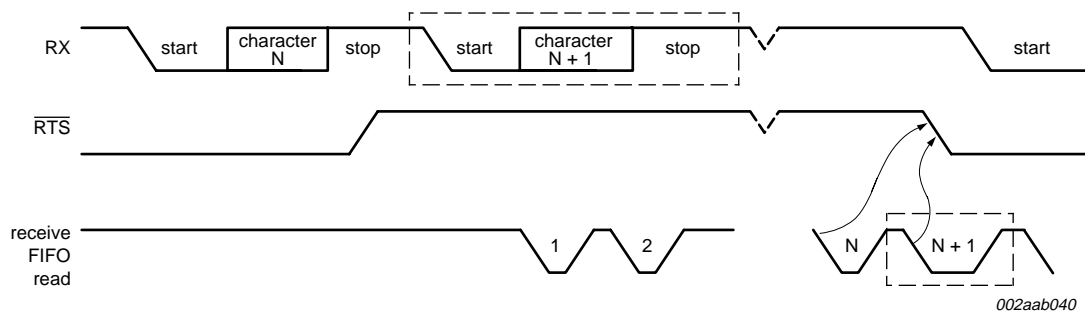 RX
start
character
N
stop
start
character
N + 1
stop
start
RTS
receive
FIFO
read
1
2
N
N + 1
002aab040